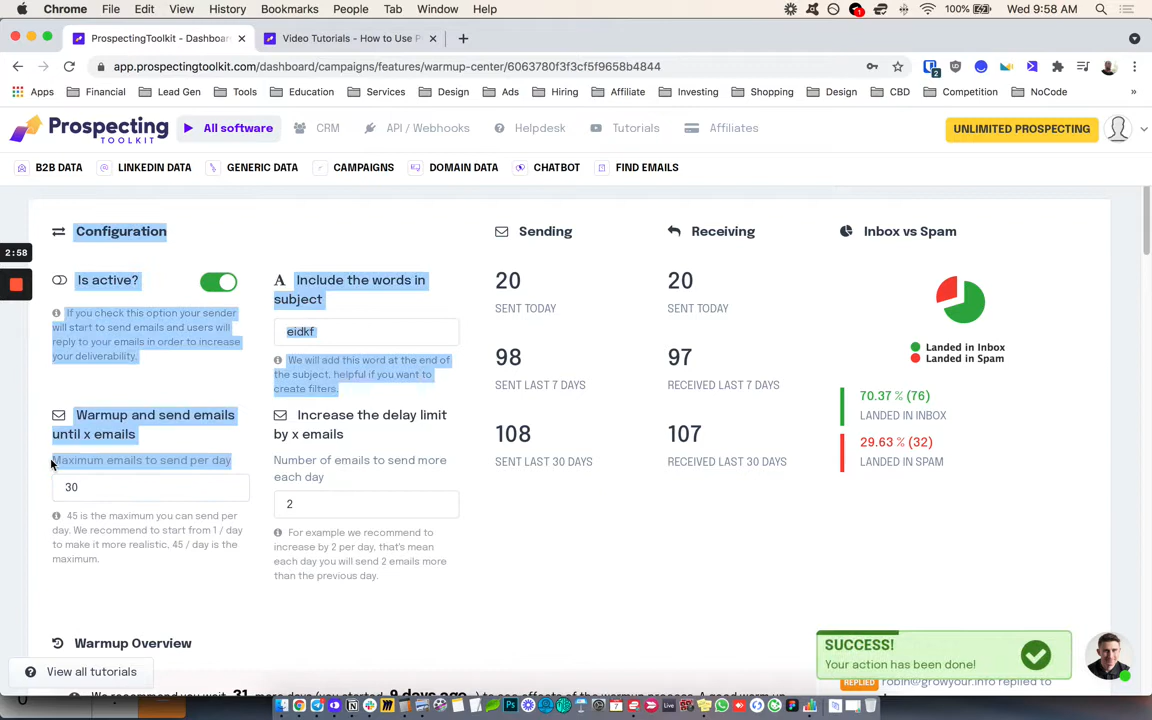 Chrome File Edit View History Bookmarks People Tab Window Help 100% Wed 9:58 AM
ProspectingToolkit - Dashboar × Video Tutorials - How to Use P × +
app.prospectingtoolkit.com/dashboard/campaigns/features/warmup-center/6063780f3f3cf5f9658b4844
Apps Financial Lead Gen Tools Education Services Design Ads Hiring Affiliate Investing Shopping Design CBD Competition NoCode »
Prospecting TOOLKIT All software CRM API / Webhooks Helpdesk Tutorials Affiliates UNLIMITED PROSPECTING
B2B DATA LINKEDIN DATA GENERIC DATA CAMPAIGNS DOMAIN DATA CHATBOT FIND EMAILS
2:58
Configuration
Is active?
If you check this option your sender
will start to send emails and users will
reply to your emails in order to increase
your deliverability.
Include the words in
subject
eidkf
We will add this word at the end of
the subject, helpful if you want to
create filters.
Warmup and send emails
until x emails
Maximum emails to send per day
30
45 is the maximum you can send per
day. We recommend to start from 1 / day
to make it more realistic, 45 / day is the
maximum.
Increase the delay limit
by x emails
Number of emails to send more
each day
2
For example we recommend to
increase by 2 per day, that's mean
each day you will send 2 emails more
than the previous day.
Sending
20
SENT TODAY
98
SENT LAST 7 DAYS
108
SENT LAST 30 DAYS
Receiving
20
RECEIVED TODAY
97
RECEIVED LAST 7 DAYS
107
RECEIVED LAST 30 DAYS
Inbox vs Spam
Landed in Inbox
Landed in Spam
70.37 % (76)
LANDED IN INBOX
29.63 % (32)
LANDED IN SPAM
Warmup Overview
View all tutorials
SUCCESS!
Your action has been done!
We recommend you wait 31 more days (you started 9 days ago
REPLIED robin@growyour.info replied to